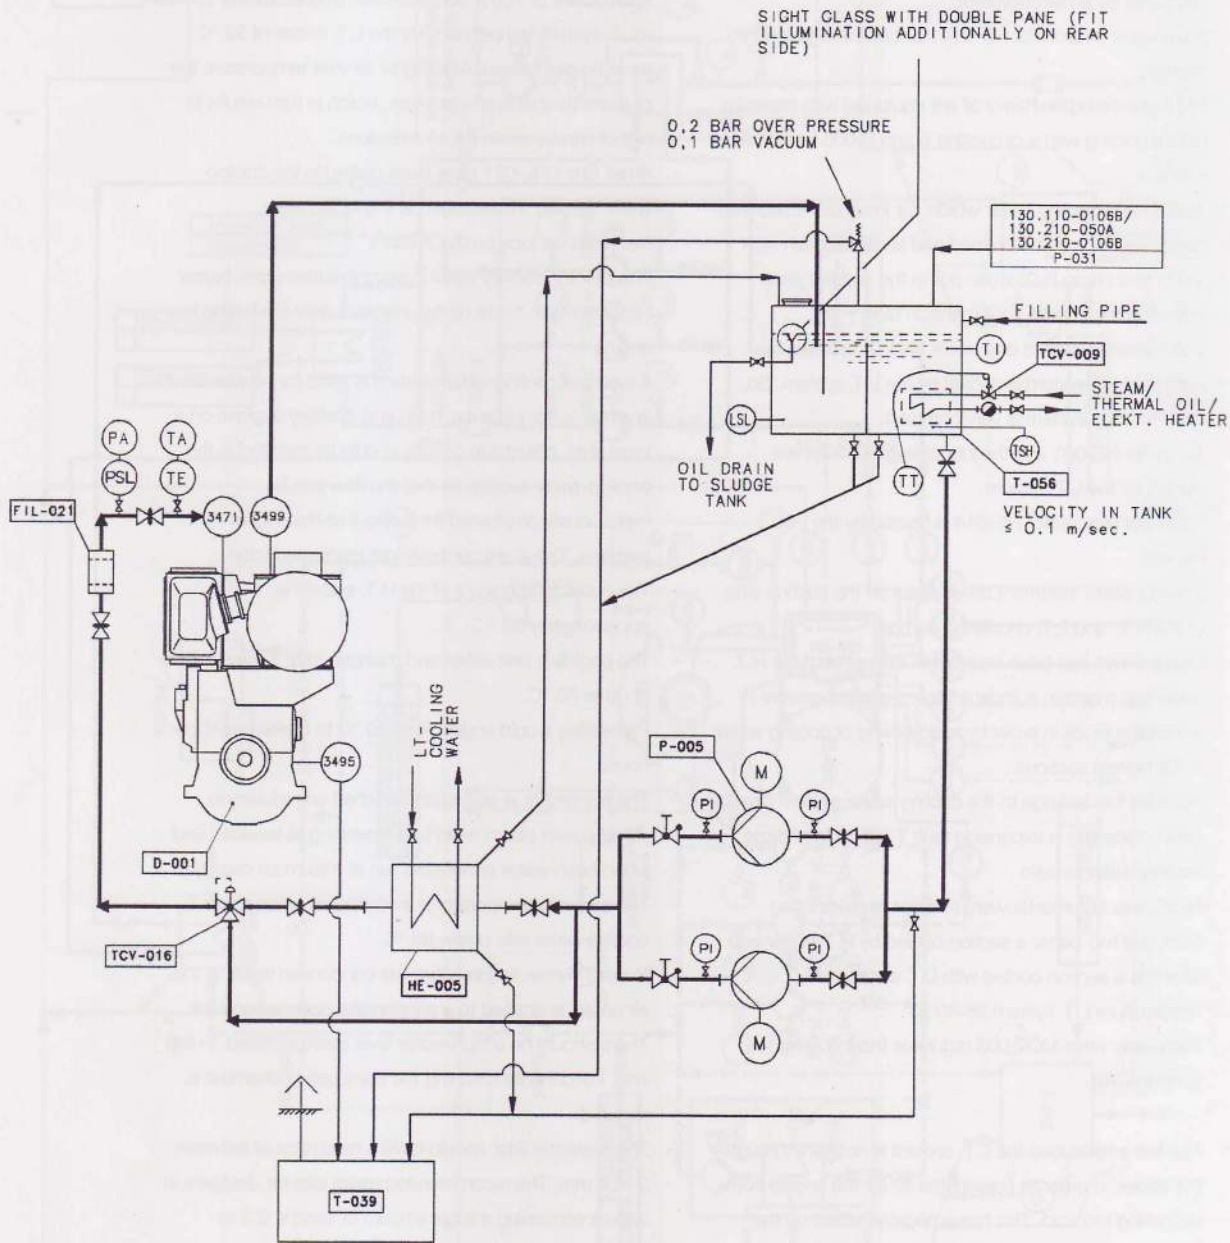 SIGHT GLASS WITH DOUBLE PANE (FIT
ILLUMINATION ADDITIONALLY ON REAR
SIDE)
0,2 BAR OVER PRESSURE
0,1 BAR VACUUM
130.110-0106B/
130.210-050A
130.210-0106B
P-031
FILLING PIPE
TI
TCV-009
STEAM/
THERMAL OIL/
ELEKT. HEATER
LSL
TSH
TT
T-056
OIL DRAIN
TO SLUDGE
TANK
VELOCITY IN TANK
≤ 0.1 m/sec.
PA
TA
PSL
TE
FIL-021
3471
3499
LT-
COOLING
WATER
P-005
M
3495
PI
PI
D-001
TCV-016
HE-005
PI
PI
M
T-039